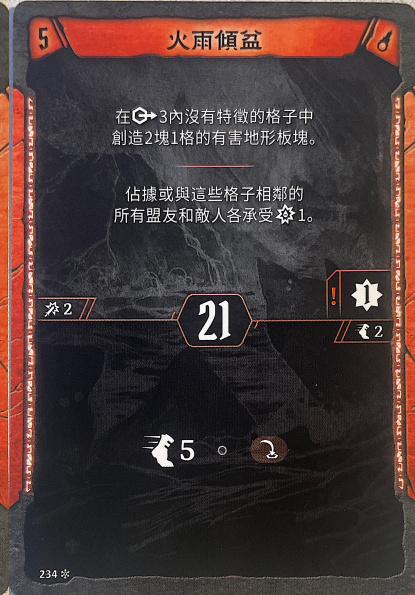 5 火雨傾盆
在 3內沒有特徵的格子中
創造2塊1格的有害地形板塊。
佔據或與這些格子相鄰的
所有盟友和敵人各承受 1。
! 1
2 21 2
5
234